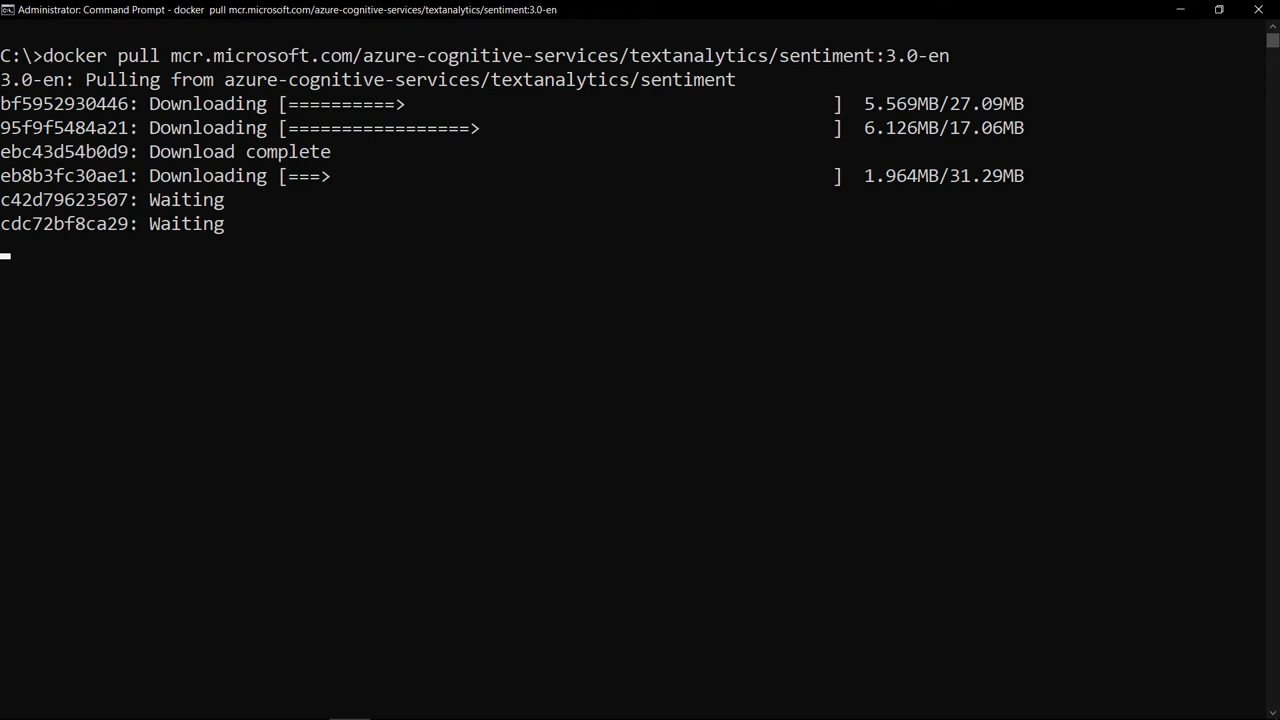 Administrator: Command Prompt - docker  pull mcr.microsoft.com/azure-cognitive-services/textanalytics/sentiment:3.0-en
C:\>docker pull mcr.microsoft.com/azure-cognitive-services/textanalytics/sentiment:3.0-en
3.0-en: Pulling from azure-cognitive-services/textanalytics/sentiment
bf5952930446: Downloading [==========>                                        ]  5.569MB/27.09MB
95f9f5484a21: Downloading [=================>                                 ]  6.126MB/17.06MB
ebc43d54b0d9: Download complete
eb8b3fc30ae1: Downloading [===>                                               ]  1.964MB/31.29MB
c42d79623507: Waiting
cdc72bf8ca29: Waiting